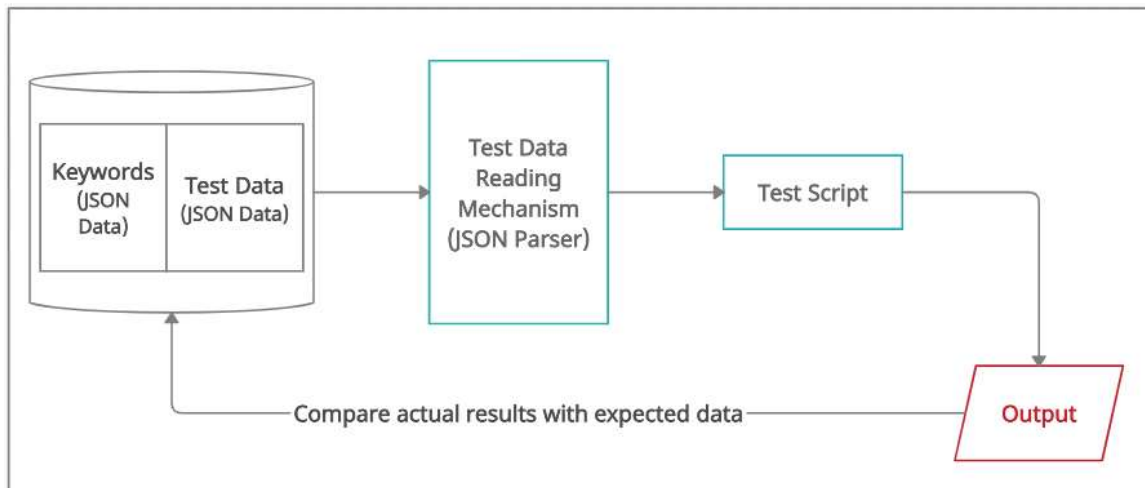 Keywords
(JSON
Data)
Test Data
(JSON Data)
Test Data
Reading
Mechanism
(JSON Parser)
Test Script
Output
Compare actual results with expected data